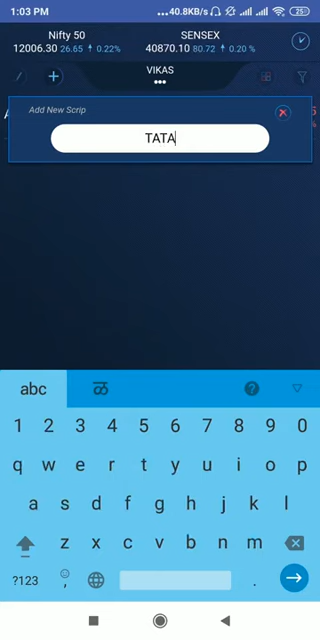 1:03 PM ...40.8KB/s 25
Nifty 50 SENSEX
12006.30 26.65 0.22% 40870.10 80.72 0.20 %
VIKAS
Add New Scrip
TATA
abc
1 2 3 4 5 6 7 8 9 0
q w e r t y u i o p
a s d f g h j k l
z x c v b n m
?123 , .